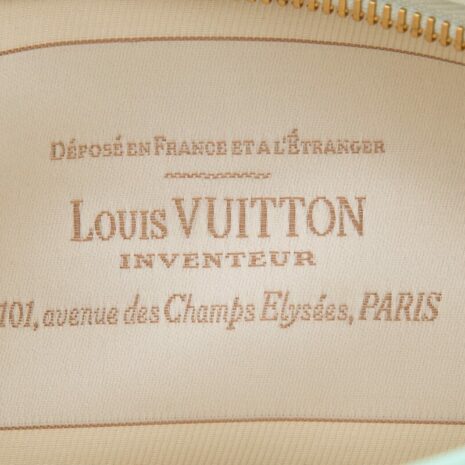 DÉPOSÉ EN FRANCE ET A L'ÉTRANGER
LOUIS VUITTON
INVENTEUR
101, avenue des Champs Elysées, PARIS